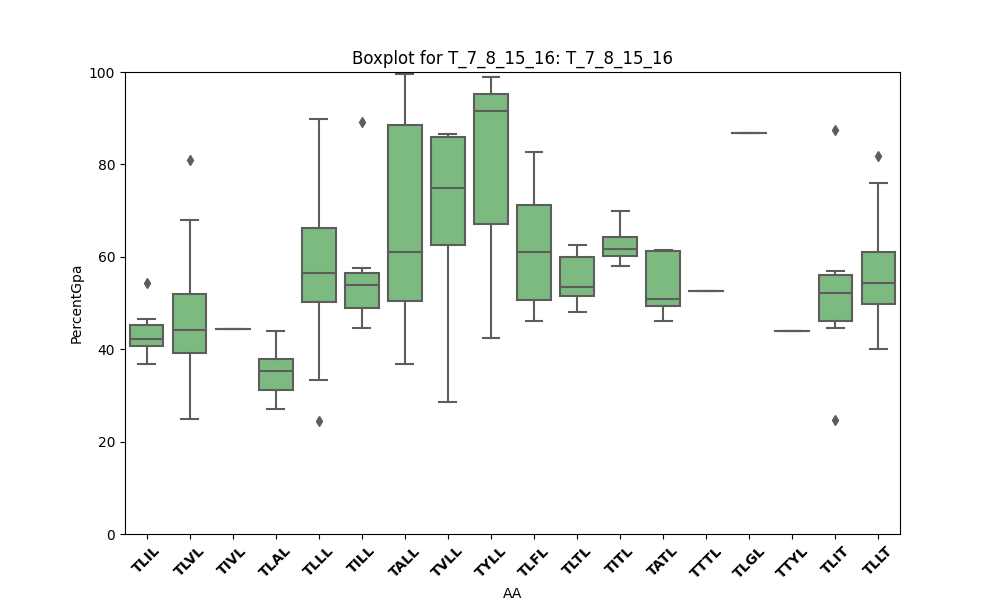 Boxplot for T_7_8_15_16: T_7_8_15_16
PercentGpa
100
80
60
40
20
0
TLIL TLVL TIVL TLAL TLLL TILL TALL TVLL TYLL TLFL TLTL TITL TATL TTTL TLGL TTYL TLIT TLLT
AA